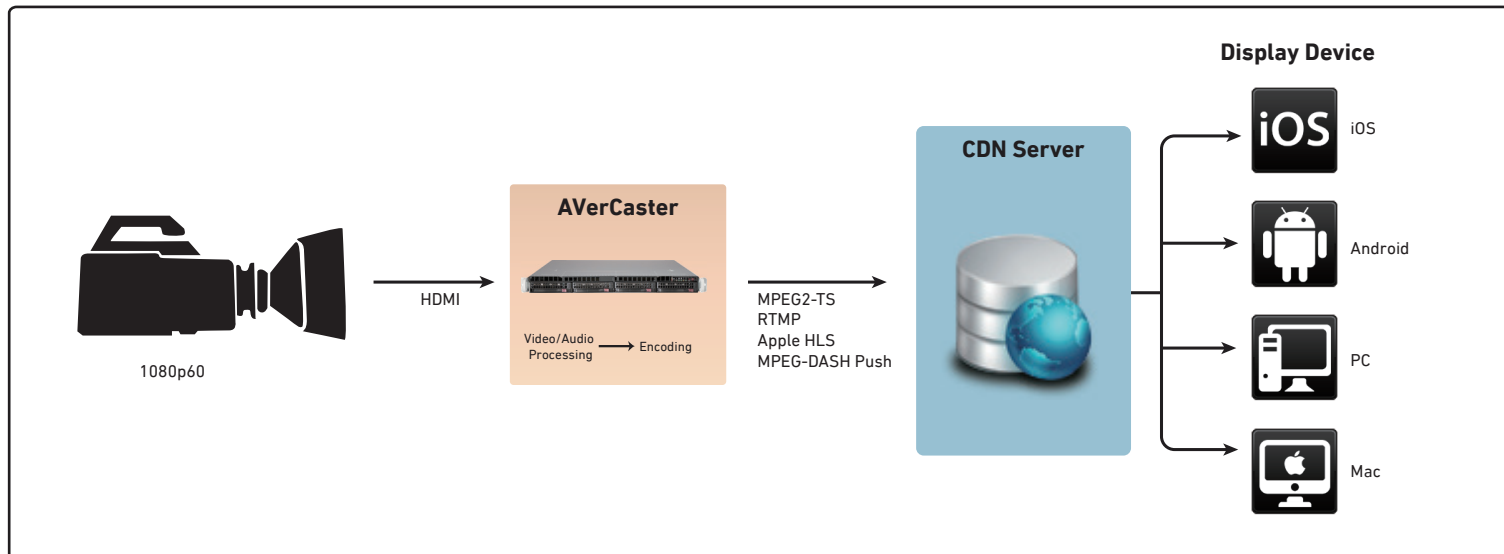 1080p60
HDMI
AVerCaster
Video/Audio
Processing
Encoding
MPEG2-TS
RTMP
Apple HLS
MPEG-DASH Push
CDN Server
Display Device
iOS
iOS
Android
PC
Mac